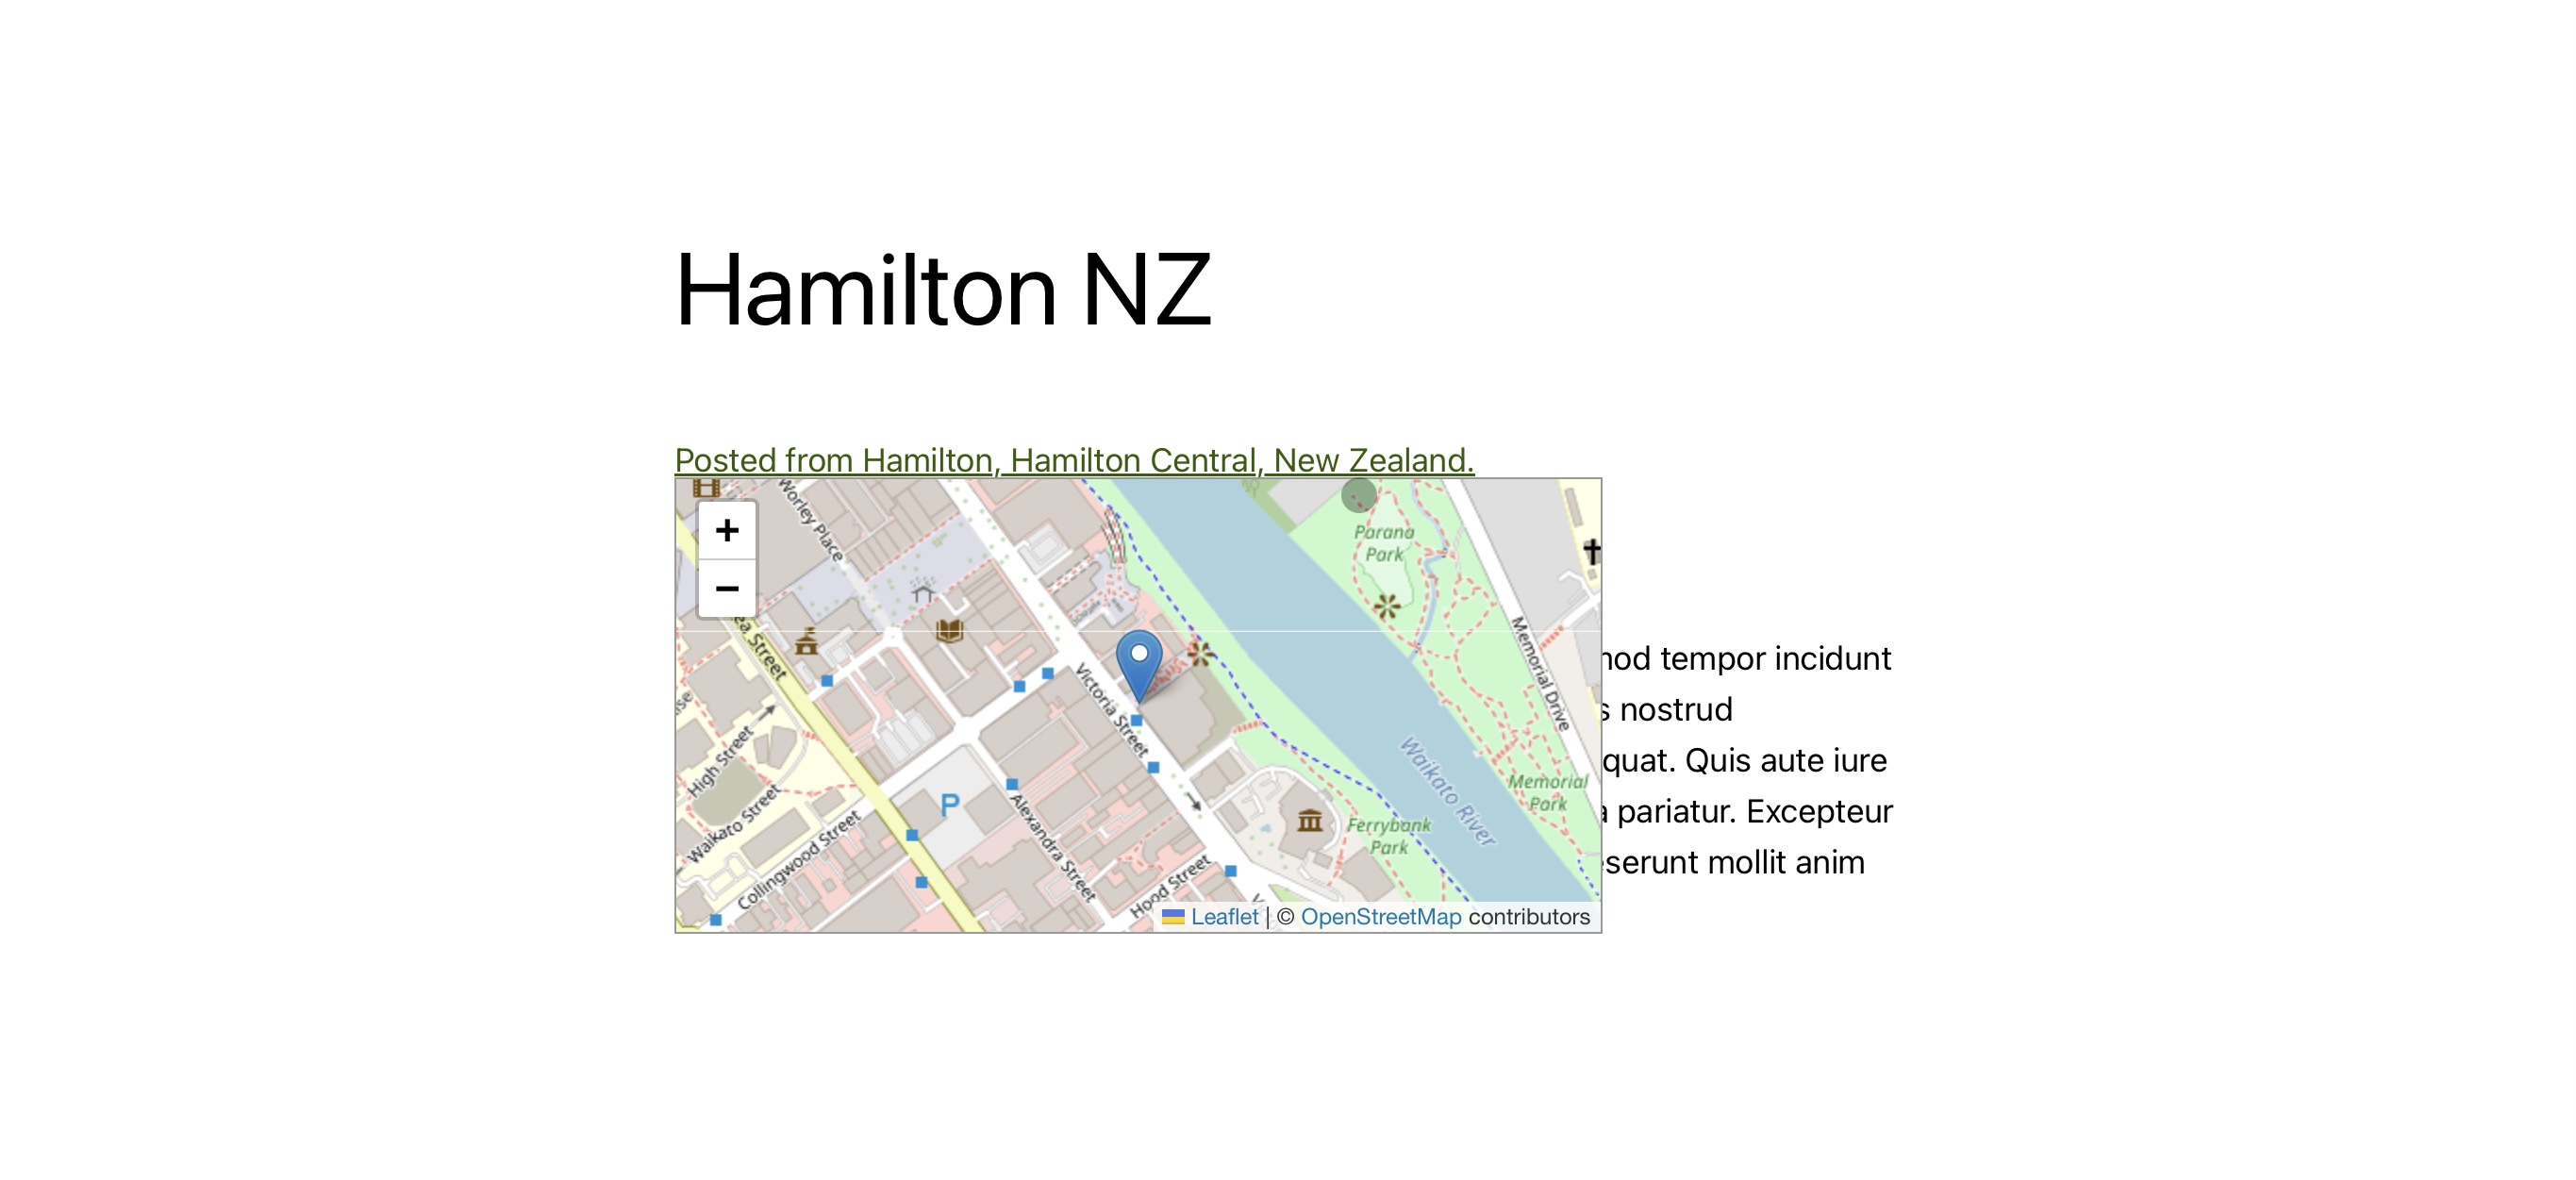 Hamilton NZ
Posted from Hamilton, Hamilton Central, New Zealand.
+
−
Worley Place
Parana
Park
Memorial Drive
ea Street
Victoria Street
High Street
Waikato Street
Collingwood Street
P
Alexandra Street
Hood Street
Waikato River
Memorial
Park
Ferrybank
Park
Leaflet | © OpenStreetMap contributors
tempor incidunt
nostrud
quat. Quis aute iure
pariatur. Excepteur
serunt mollit anim